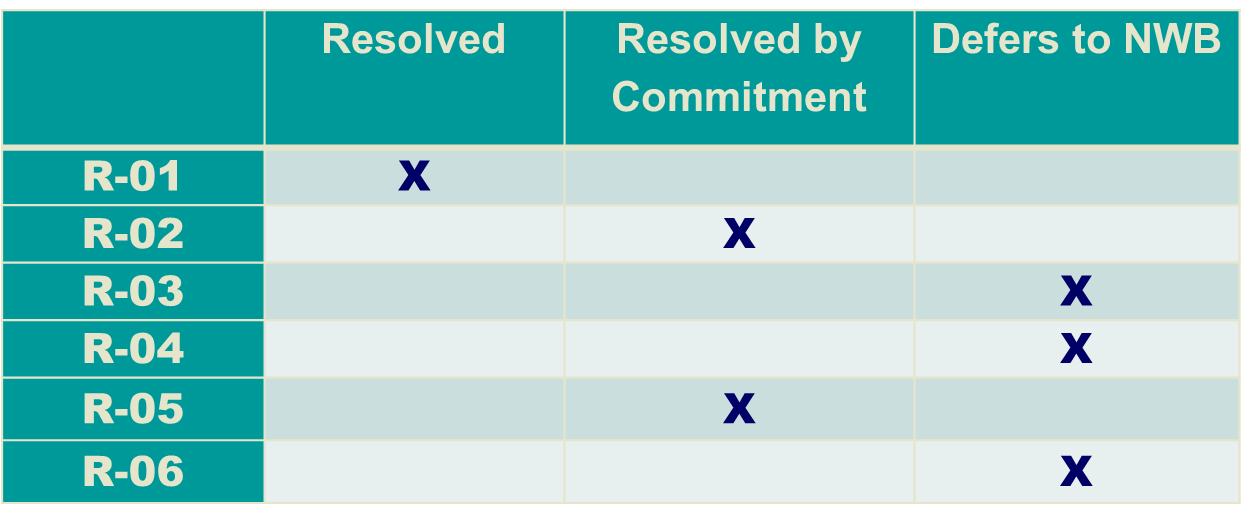 Resolved Resolved by Commitment Defers to NWB
R-01 X
R-02 X
R-03 X
R-04 X
R-05 X
R-06 X